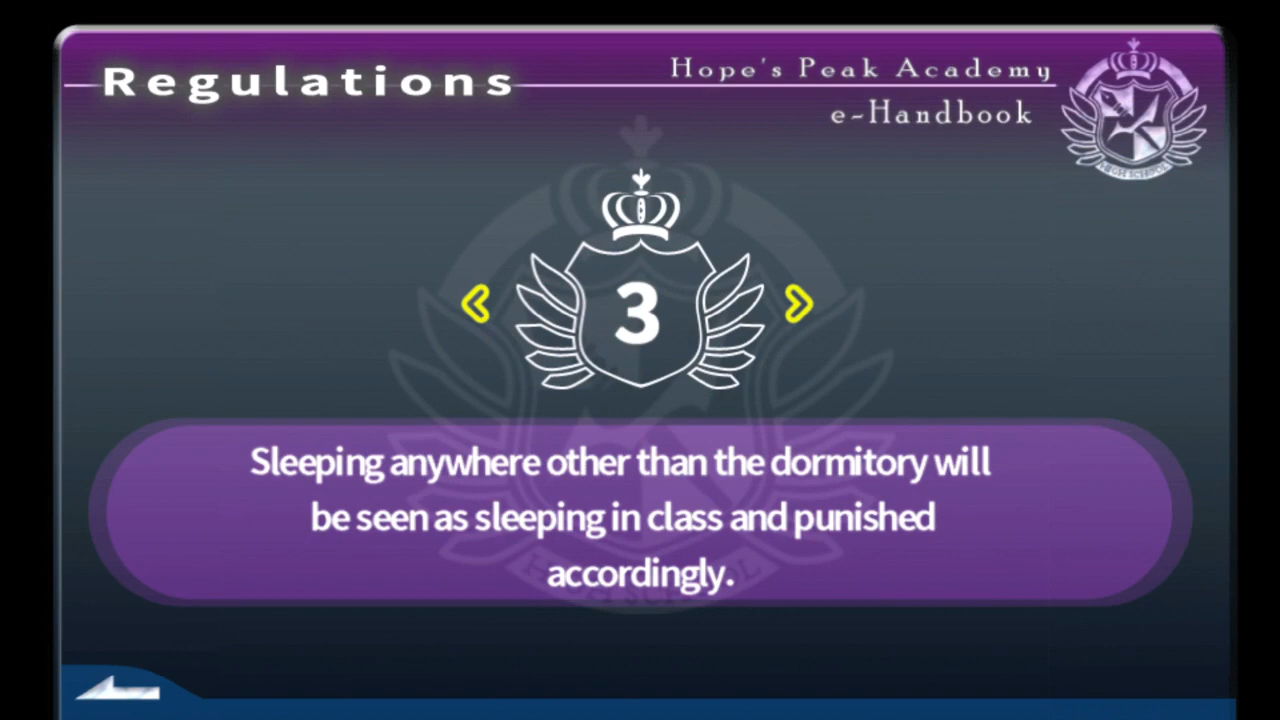 Regulations
Hope's Peak Academy
e-Handbook
3
Sleeping anywhere other than the dormitory will
be seen as sleeping in class and punished
accordingly.